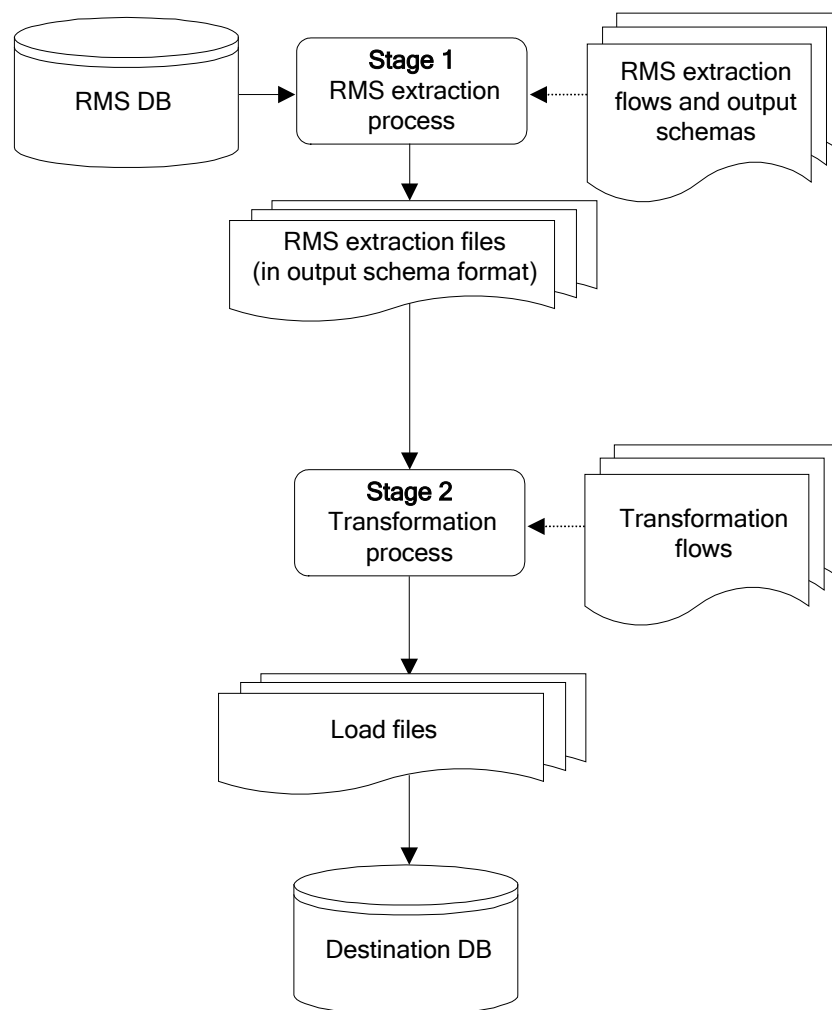 RMS DB
Stage 1
RMS extraction
process
RMS extraction
flows and output
schemas
RMS extraction files
(in output schema format)
Stage 2
Transformation
process
Transformation
flows
Load files
Destination DB